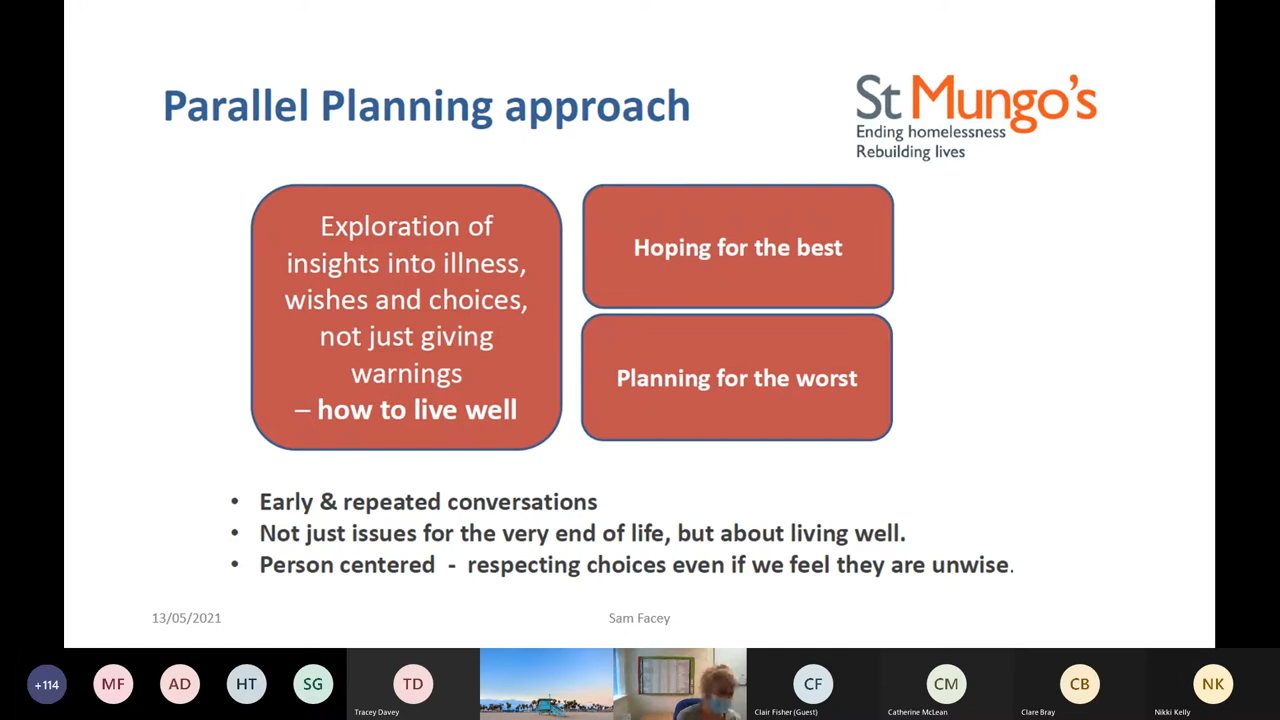 Parallel Planning approach
St Mungo's
Ending homelessness
Rebuilding lives
Exploration of
insights into illness,
wishes and choices,
not just giving
warnings
– how to live well
Hoping for the best
Planning for the worst
• Early & repeated conversations
• Not just issues for the very end of life, but about living well.
• Person centered - respecting choices even if we feel they are unwise.
13/05/2021
Sam Facey
+114
MF
AD
HT
SG
TD
Tracey Davey
CF
Clair Fisher (Guest)
CM
Catherine McLean
CB
Clare Bray
NK
Nikki Kelly